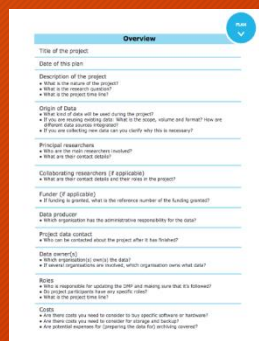 PLAN
Overview
Title of the project
Date of this plan
Description of the project
• What is the nature of the project?
• What is the research question?
• What is the project time line?
Origin of Data
• What kind of data will be used during the project?
• If you are reusing existing data: What is the scope, volume and format? How are
different data sources integrated?
• If you are collecting new data can you clarify why this is necessary?
Principal researchers
• Who are the main researchers involved?
• What are their contact details?
Collaborating researchers (if applicable)
• What are their contact details and their roles in the project?
Funder (if applicable)
• If funding is granted, what is the reference number of the funding granted?
Data producer
• Which organisation has the administrative responsibility for the data?
Project data contact
• Who can be contacted about the project after it has finished?
Data owner(s)
• Which organisation(s) own(s) the data?
• If several organisations are involved, which organisation owns what data?
Roles
• Who is responsible for updating the DMP and making sure that it's followed?
• Do project participants have any specific roles?
• What is the project time line?
Costs
• Are there costs you need to consider to buy specific software or hardware?
• Are there costs you need to consider for storage and backup?
• Are potential expenses for (preparing the data for) archiving covered?